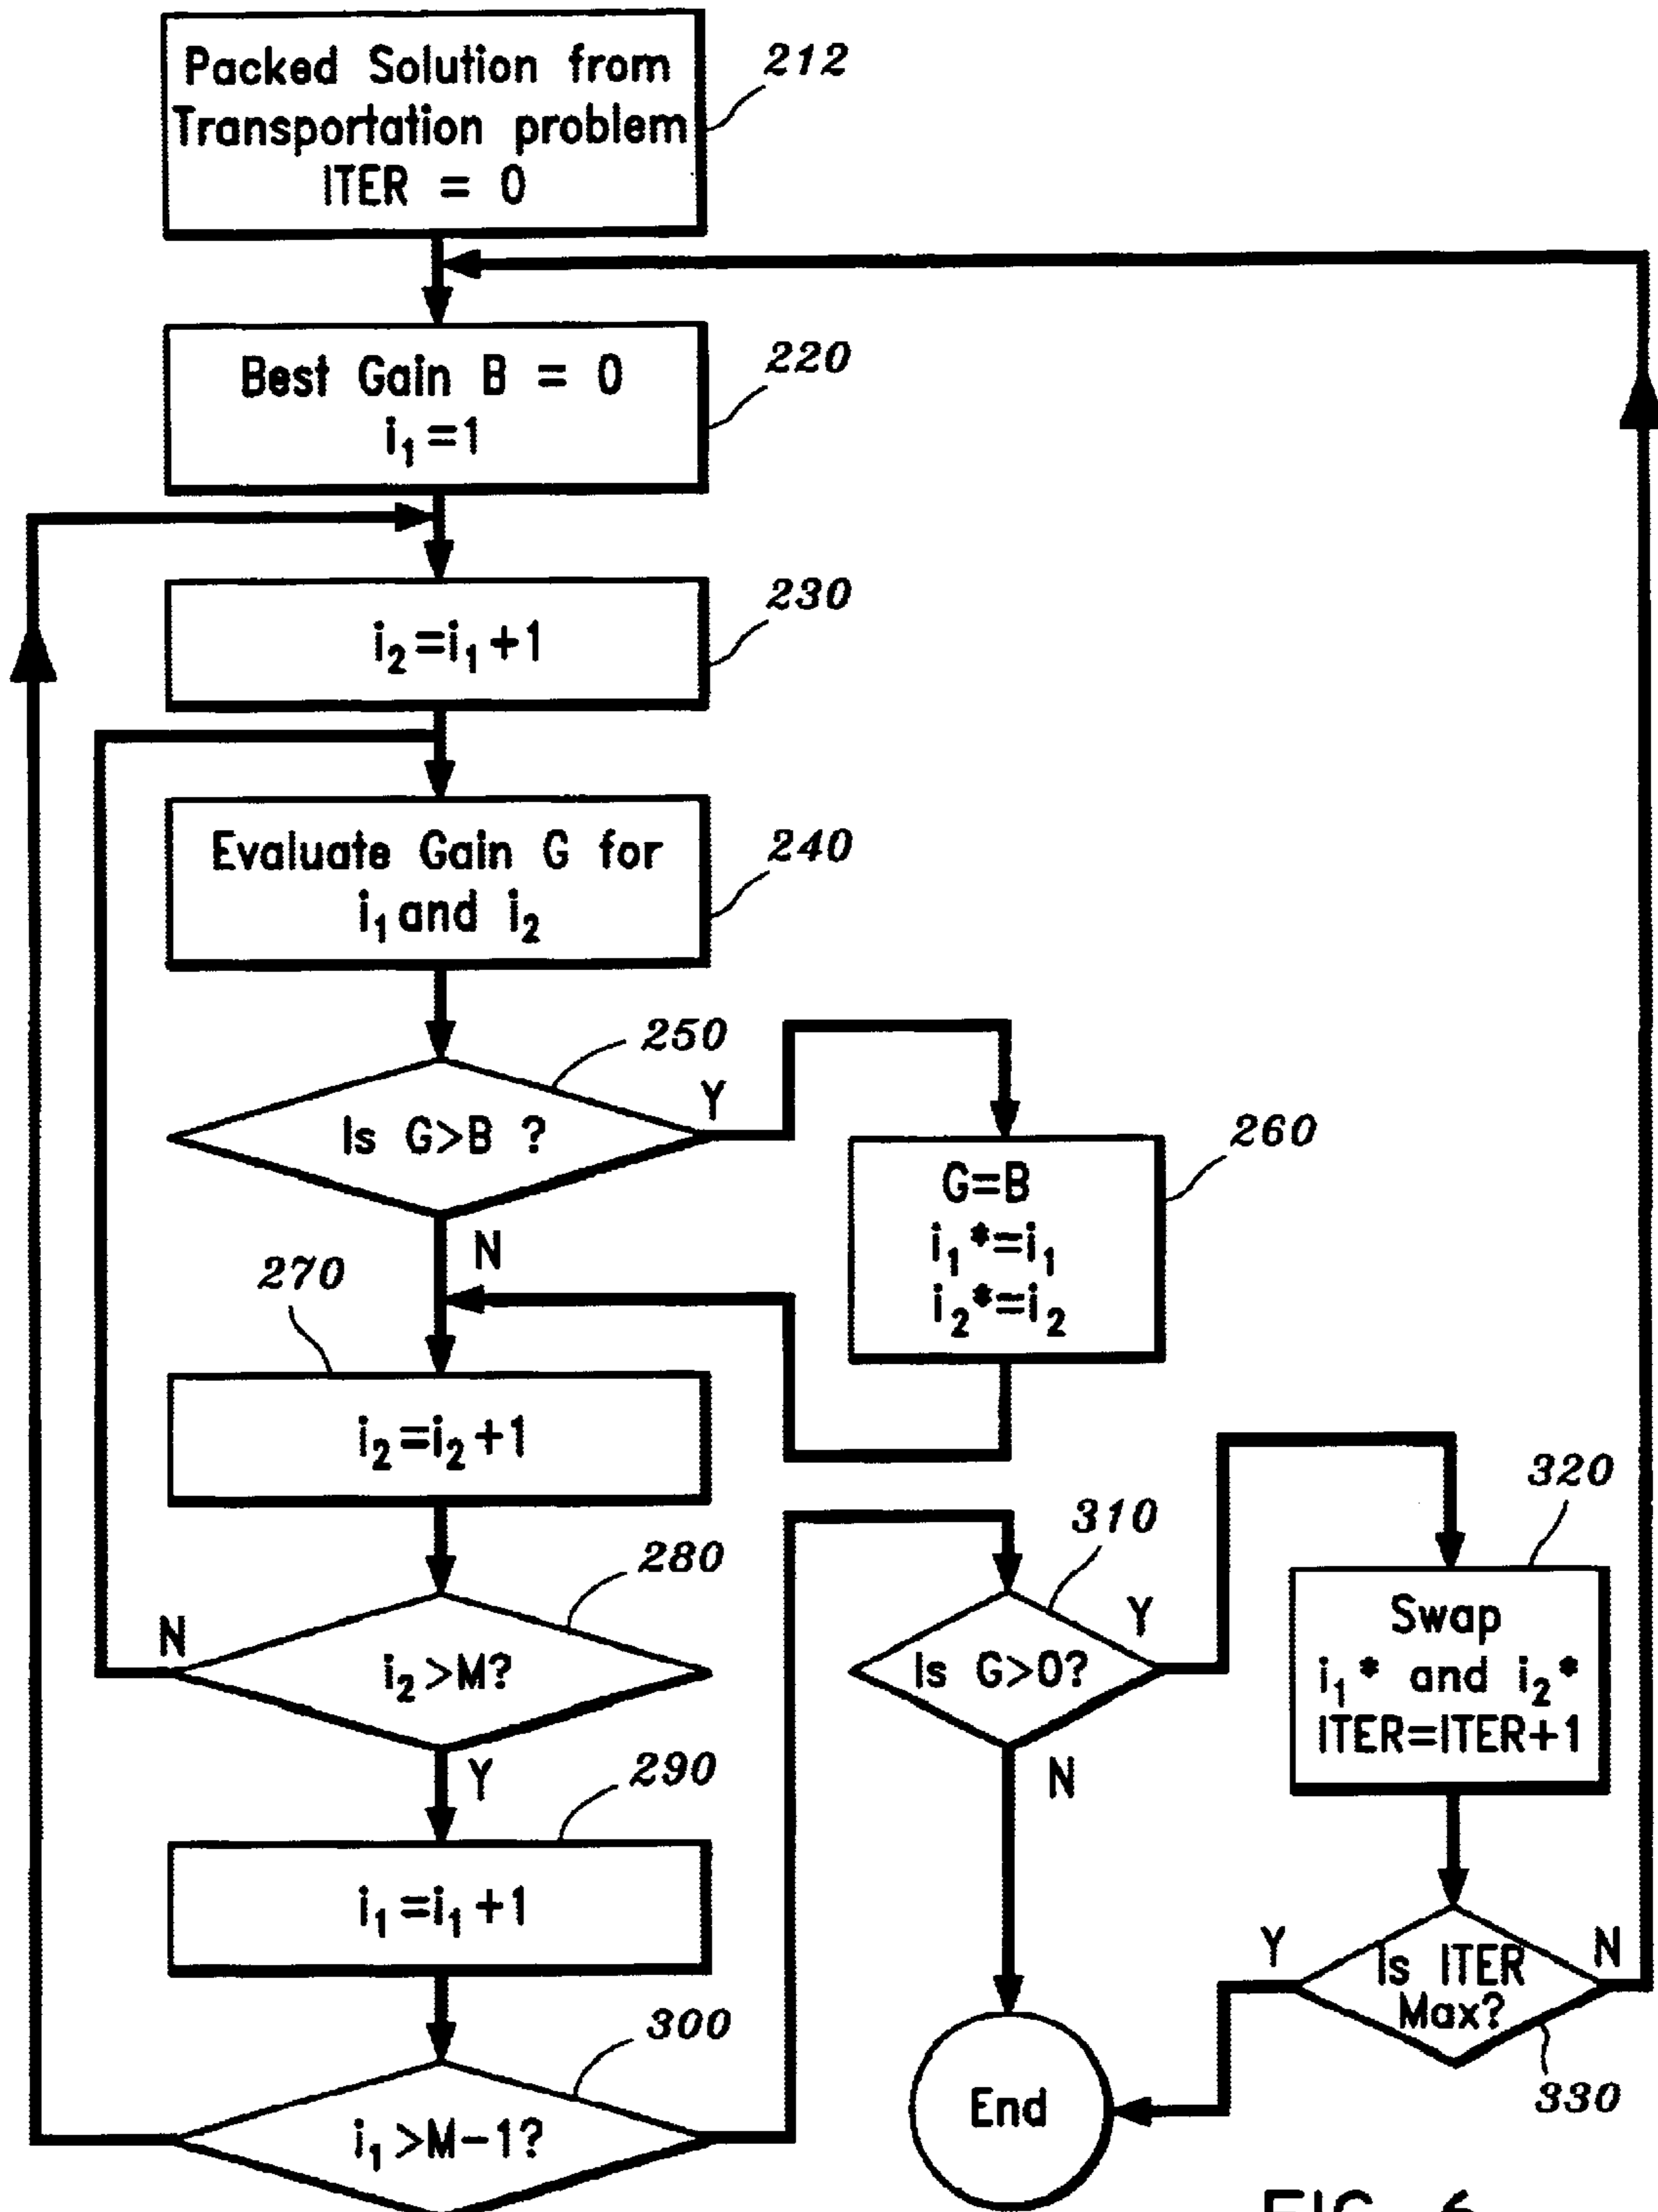 Packed Solution from
Transportation problem
ITER = 0
212
Best Gain B = 0
i₁=1
220
i₂=i₁+1
230
Evaluate Gain G for
i₁ and i₂
240
250
Is G>B ?
Y
N
260
G=B
i₁*=i₁
i₂*=i₂
270
i₂=i₂+1
280
i₂>M?
N
Y
290
i₁=i₁+1
300
i₁>M-1?
310
Is G>0?
Y
N
320
Swap
i₁* and i₂*
ITER=ITER+1
Is ITER
Max?
Y
N
330
End
FIG. 6